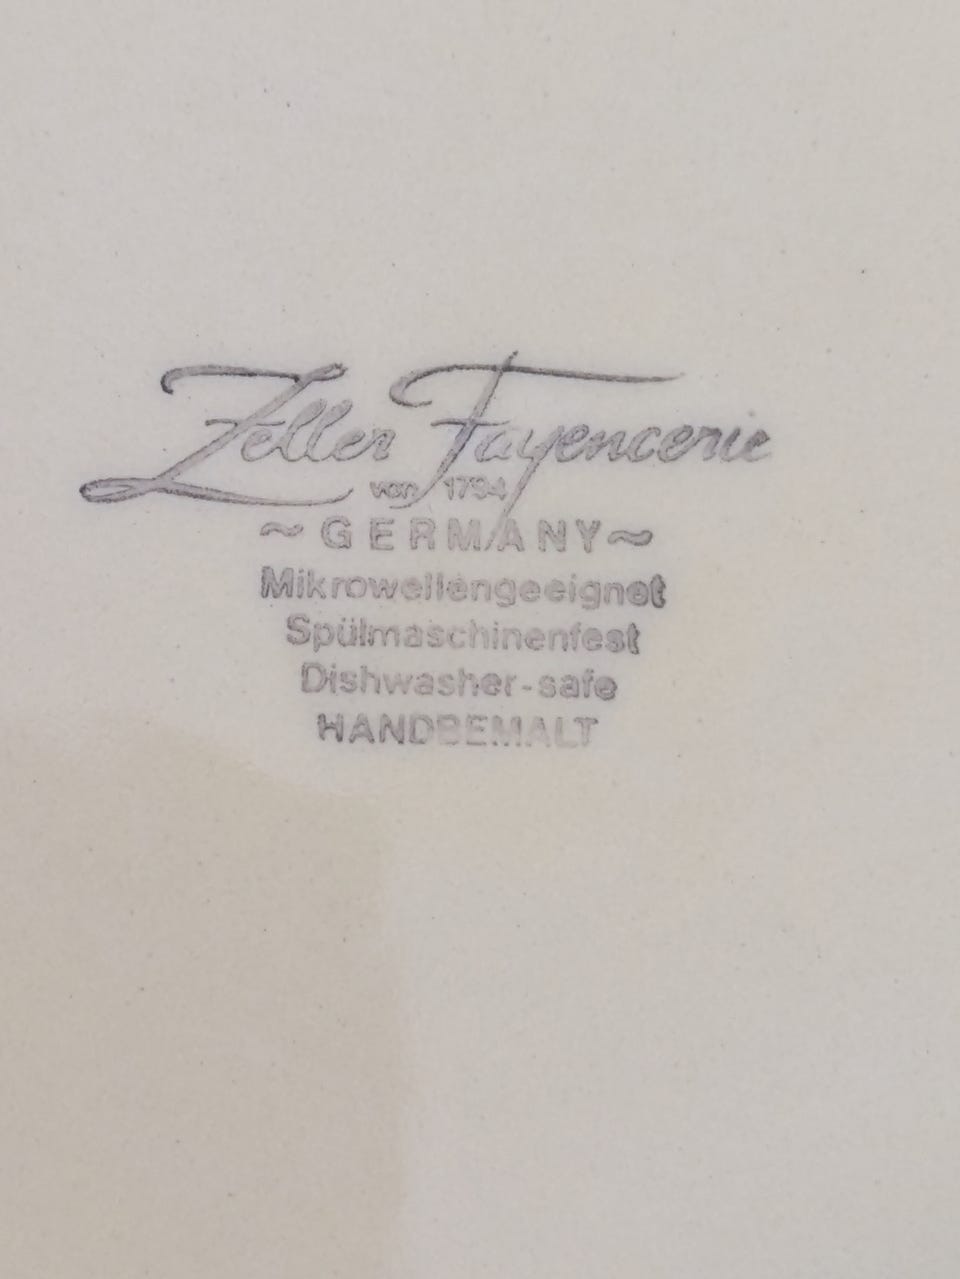 Zeller Fayencerie
von 1794
~ GERMANY ~
Mikrowellengeeignet
Spülmaschinenfest
Dishwasher-safe
HANDBEMALT